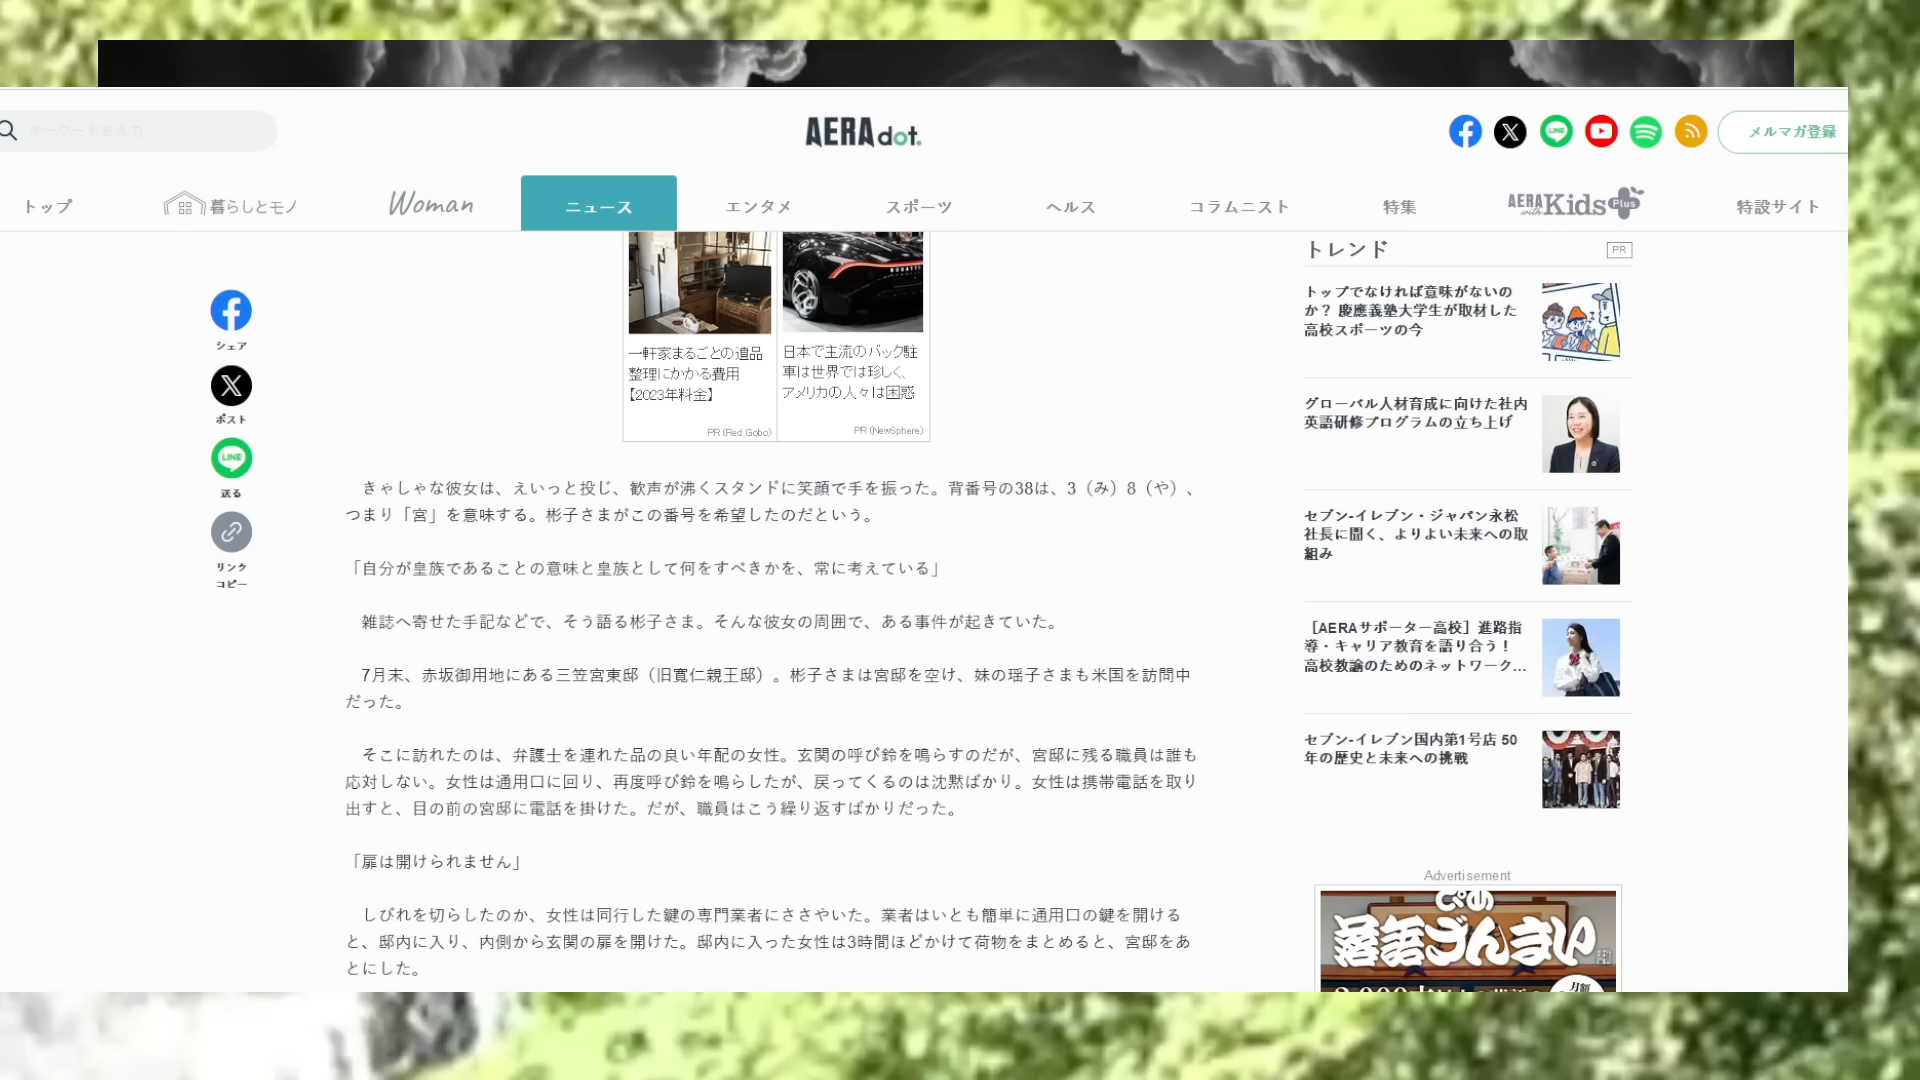 キーワードを入力
AERA dot.
LINE
メルマガ登録
トップ
暮らしとモノ
Woman
ニュース
エンタメ
スポーツ
ヘルス
コラムニスト
特集
AERA with Kids Plus
特設サイト
シェア
ポスト
LINE
送る
リンク
コピー
BUGATTI
一軒家まるごとの遺品
整理にかかる費用
【2023年料金】
PR (Red Gobo)
日本で主流のバック駐
車は世界では珍しく、
アメリカの人々は困惑
PR (NewSphere)
きゃしゃな彼女は、えいっと投じ、歓声が沸くスタンドに笑顔で手を振った。背番号の38は、3（み）8（や）、
つまり「宮」を意味する。彬子さまがこの番号を希望したのだという。
「自分が皇族であることの意味と皇族として何をすべきかを、常に考えている」
雑誌へ寄せた手記などで、そう語る彬子さま。そんな彼女の周囲で、ある事件が起きていた。
7月末、赤坂御用地にある三笠宮東邸（旧寛仁親王邸）。彬子さまは宮邸を空け、妹の瑶子さまも米国を訪問中
だった。
そこに訪れたのは、弁護士を連れた品の良い年配の女性。玄関の呼び鈴を鳴らすのだが、宮邸に残る職員は誰も
応対しない。女性は通用口に回り、再度呼び鈴を鳴らしたが、戻ってくるのは沈黙ばかり。女性は携帯電話を取り
出すと、目の前の宮邸に電話を掛けた。だが、職員はこう繰り返すばかりだった。
「扉は開けられません」
しびれを切らしたのか、女性は同行した鍵の専門業者にささやいた。業者はいとも簡単に通用口の鍵を開ける
と、邸内に入り、内側から玄関の扉を開けた。邸内に入った女性は3時間ほどかけて荷物をまとめると、宮邸をあ
とにした。
トレンド
PR
トップでなければ意味がないの
か？ 慶應義塾大学生が取材した
高校スポーツの今
グローバル人材育成に向けた社内
英語研修プログラムの立ち上げ
セブン‐イレブン・ジャパン永松
社長に聞く、よりよい未来への取
組み
［AERAサポーター高校］進路指
導・キャリア教育を語り合う！
高校教諭のためのネットワーク...
セブン‐イレブン国内第1号店 50
年の歴史と未来への挑戦
Advertisement
ぴあ
落語ざんまい
月額